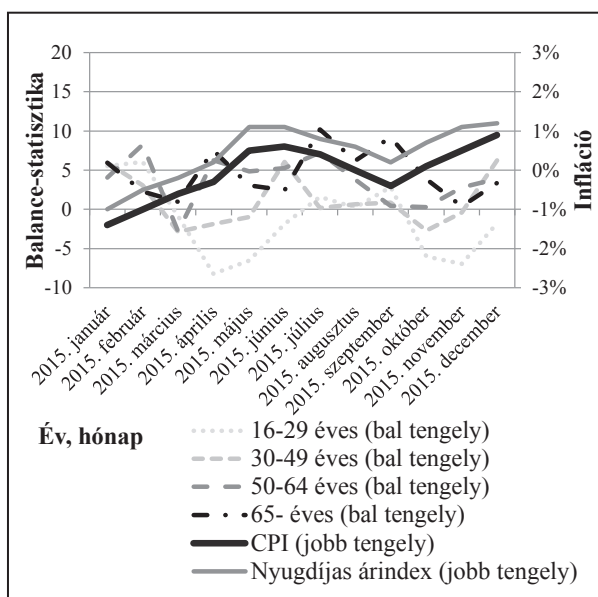 Balance-statisztika
20
15
10
5
0
-5
-10
3%
2%
1%
0%
-1%
-2%
-3%
Infláció
2015. január
2015. február
2015. március
2015. április
2015. május
2015. június
2015. július
2015. augusztus
2015. szeptember
2015. október
2015. november
2015. december
Év, hónap
16-29 éves (bal tengely)
30-49 éves (bal tengely)
50-64 éves (bal tengely)
65- éves (bal tengely)
CPI (jobb tengely)
Nyugdíjas árindex (jobb tengely)